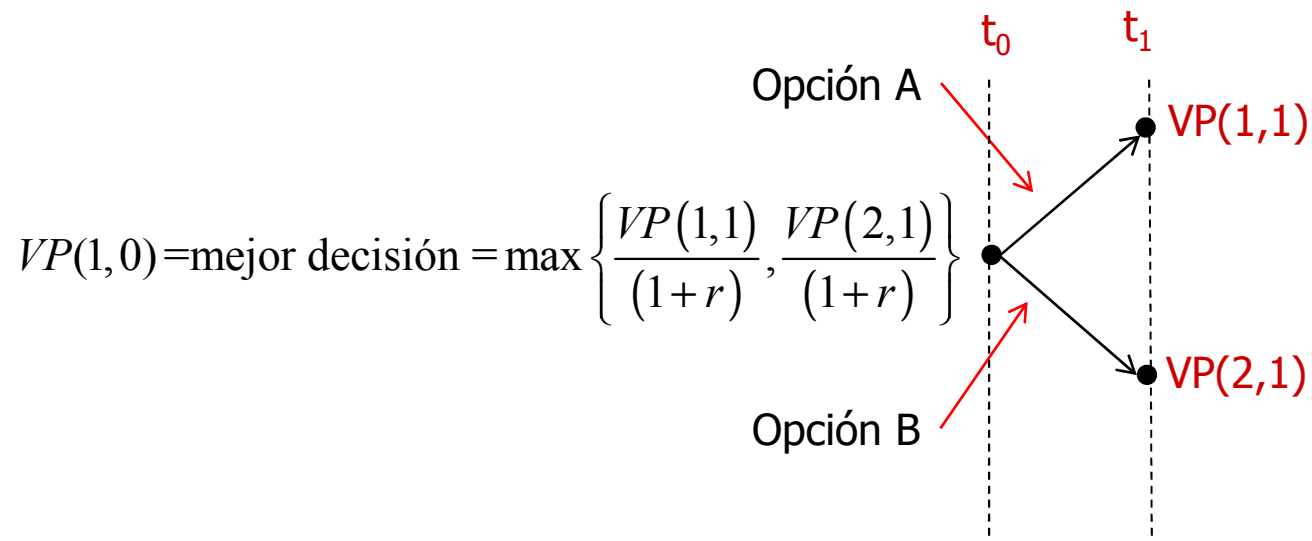 t₀
t₁
Opción A
VP(1,1)
VP(1,0)=mejor decisión = max { VP(1,1)/(1+r), VP(2,1)/(1+r) }
VP(2,1)
Opción B